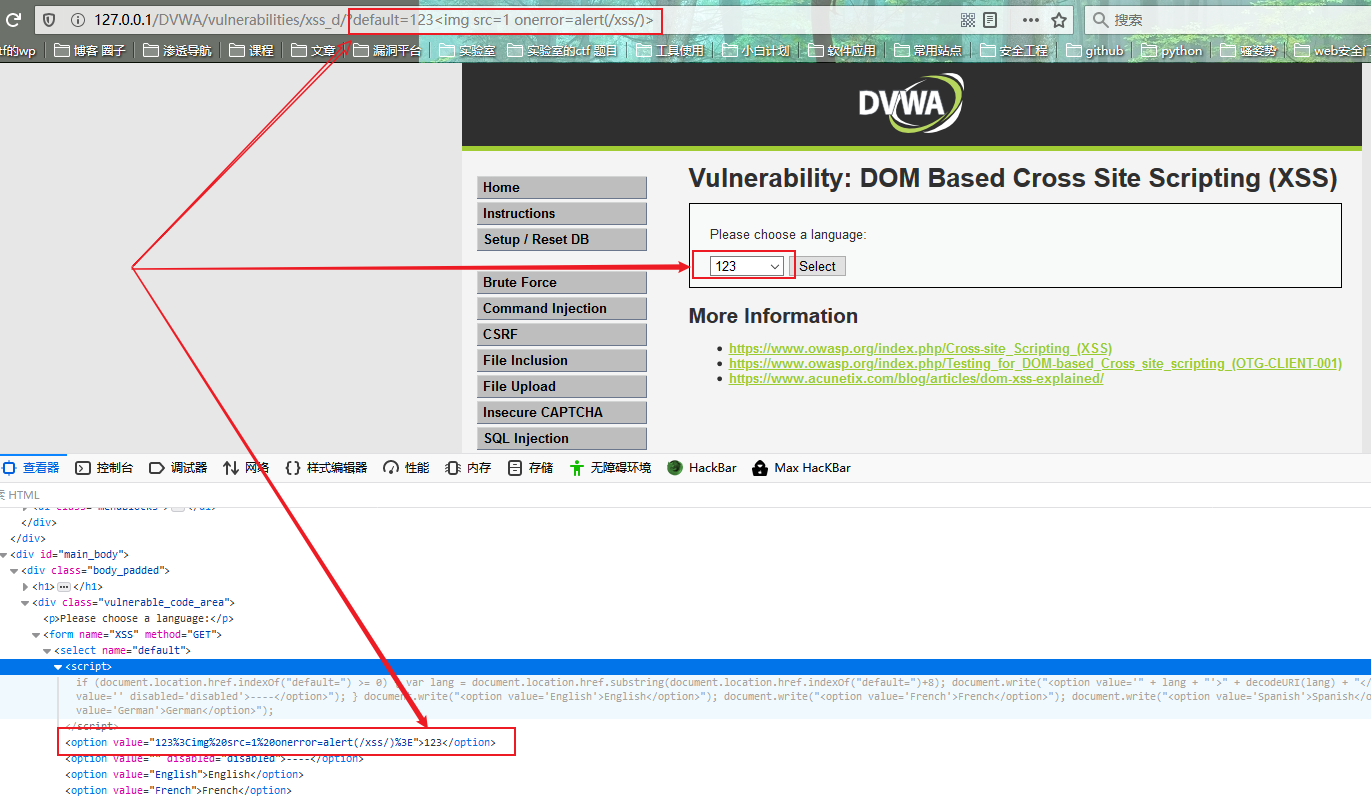 127.0.0.1/DVWA/vulnerabilities/xss_d/?default=123<img src=1 onerror=alert(/xss/)>
搜索
tf的wp 博客 圈子 渗透导航 课程 文章 漏洞平台 实验室 实验室的ctf 题目 工具使用 小白计划 软件应用 常用站点 安全工程 github python 骚姿势 web安全门
DVWA
Vulnerability: DOM Based Cross Site Scripting (XSS)
Home
Instructions
Setup / Reset DB
Brute Force
Command Injection
CSRF
File Inclusion
File Upload
Insecure CAPTCHA
SQL Injection
Please choose a language:
123 Select
More Information
https://www.owasp.org/index.php/Cross-site_Scripting_(XSS)
https://www.owasp.org/index.php/Testing_for_DOM-based_Cross_site_scripting_(OTG-CLIENT-001)
https://www.acunetix.com/blog/articles/dom-xss-explained/
查看器 控制台 调试器 网络 样式编辑器 性能 内存 存储 无障碍环境 HackBar Max HacKBar
HTML
</div>
</div>
<div id="main_body">
<div class="body_padded">
<h1> </h1>
<div class="vulnerable_code_area">
<p>Please choose a language:</p>
<form name="XSS" method="GET">
<select name="default">
<script>
if (document.location.href.indexOf("default=") >= 0) { var lang = document.location.href.substring(document.location.href.indexOf("default=")+8); document.write("<option value='" + lang + "'>" + decodeURI(lang) + "</
value='' disabled='disabled'>----</option>"); } document.write("<option value='English'>English</option>"); document.write("<option value='French'>French</option>"); document.write("<option value='Spanish'>Spanish</o
value='German'>German</option>");
</script>
<option value="123%3Cimg%20src=1%20onerror=alert(/xss/)%3E">123</option>
<option value="" disabled="disabled">----</option>
<option value="English">English</option>
<option value="French">French</option>